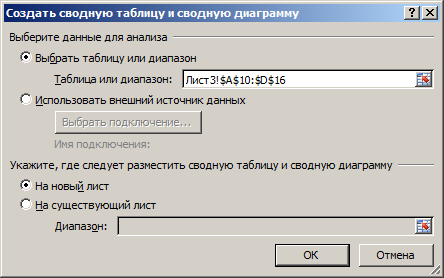 Создать сводную таблицу и сводную диаграмму
Выберите данные для анализа
Выбрать таблицу или диапазон
Таблица или диапазон: Лист3!$A$10:$D$16
Использовать внешний источник данных
Выбрать подключение...
Имя подключения:
Укажите, где следует разместить сводную таблицу и сводную диаграмму
На новый лист
На существующий лист
Диапазон:
ОК Отмена